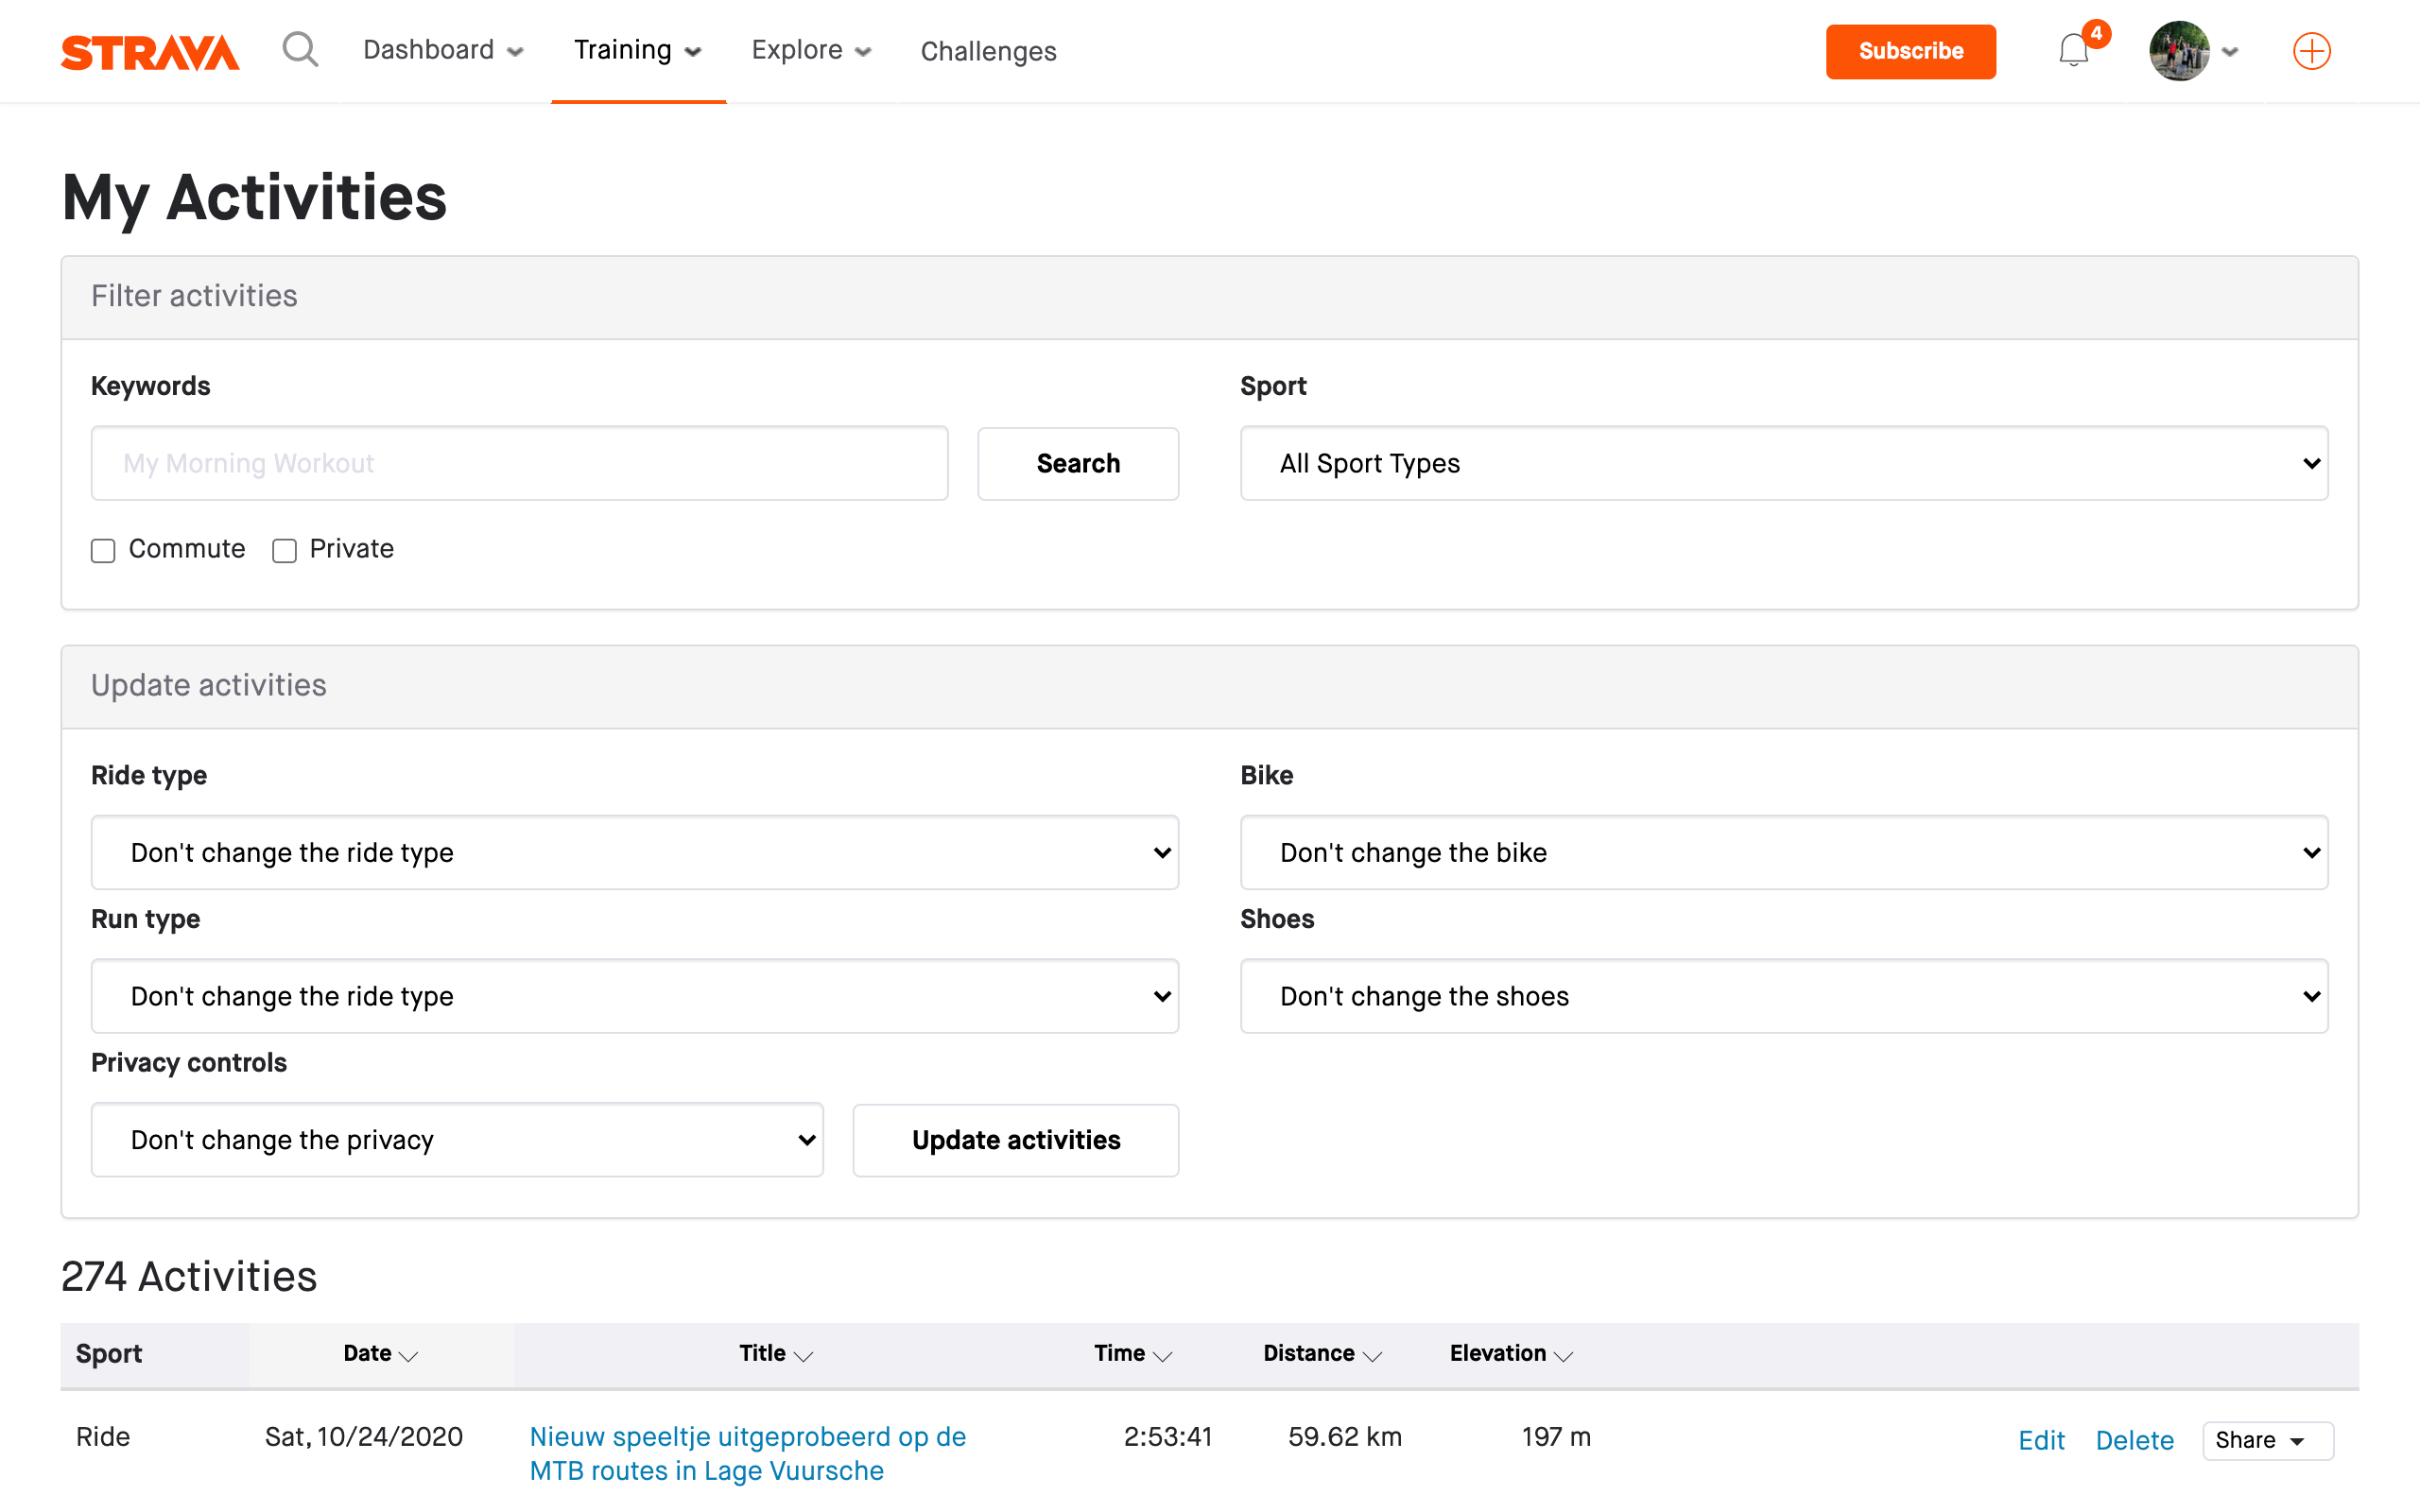 STRAVA
Dashboard
Training
Explore
Challenges
Subscribe
4
My Activities
Filter activities
Keywords
Sport
My Morning Workout
Search
All Sport Types
Commute
Private
Update activities
Ride type
Bike
Don't change the ride type
Don't change the bike
Run type
Shoes
Don't change the ride type
Don't change the shoes
Privacy controls
Don't change the privacy
Update activities
274 Activities
Sport Date Title Time Distance Elevation
Ride Sat, 10/24/2020 Nieuw speeltje uitgeprobeerd op de 2:53:41 59.62 km 197 m Edit Delete Share
MTB routes in Lage Vuursche